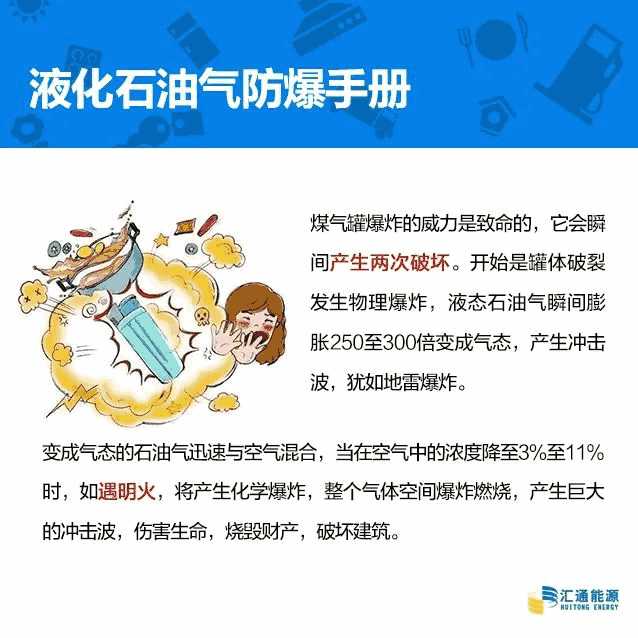 液化石油气防爆手册
煤气罐爆炸的威力是致命的，它会瞬
间产生两次破坏。开始是罐体破裂
发生物理爆炸，液态石油气瞬间膨
胀250至300倍变成气态，产生冲击
波，犹如地雷爆炸。
变成气态的石油气迅速与空气混合，当在空气中的浓度降至3%至11%
时，如遇明火，将产生化学爆炸，整个气体空间爆炸燃烧，产生巨大
的冲击波，伤害生命，烧毁财产，破坏建筑。
汇通能源
HUITONG ENERGY